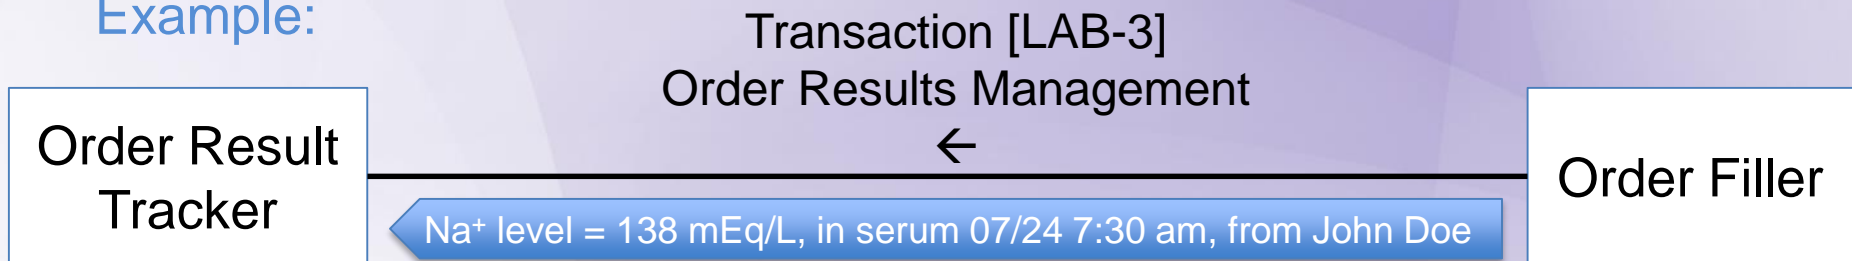 Example:
Transaction [LAB-3]
Order Results Management
←
Order Result
Tracker
Order Filler
Na⁺ level = 138 mEq/L, in serum 07/24 7:30 am, from John Doe